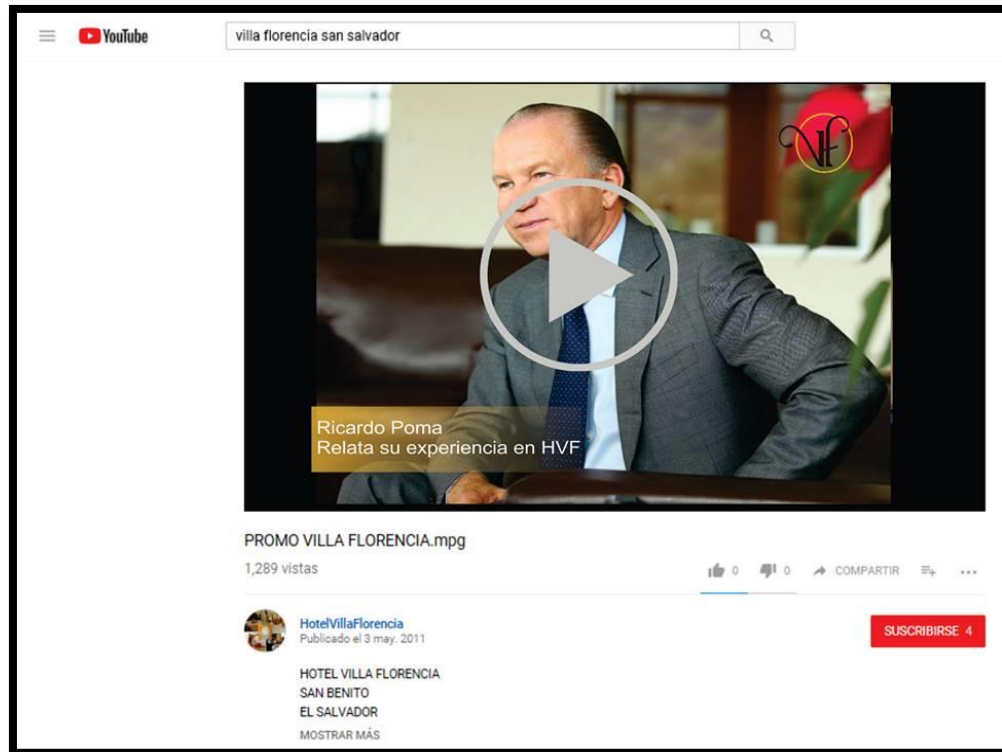 YouTube
villa florencia san salvador
VF
Ricardo Poma
Relata su experiencia en HVF
PROMO VILLA FLORENCIA.mpg
1,289 vistas
0 0 COMPARTIR
HotelVillaFlorencia
Publicado el 3 may. 2011
SUSCRIBIRSE 4
HOTEL VILLA FLORENCIA
SAN BENITO
EL SALVADOR
MOSTRAR MÁS